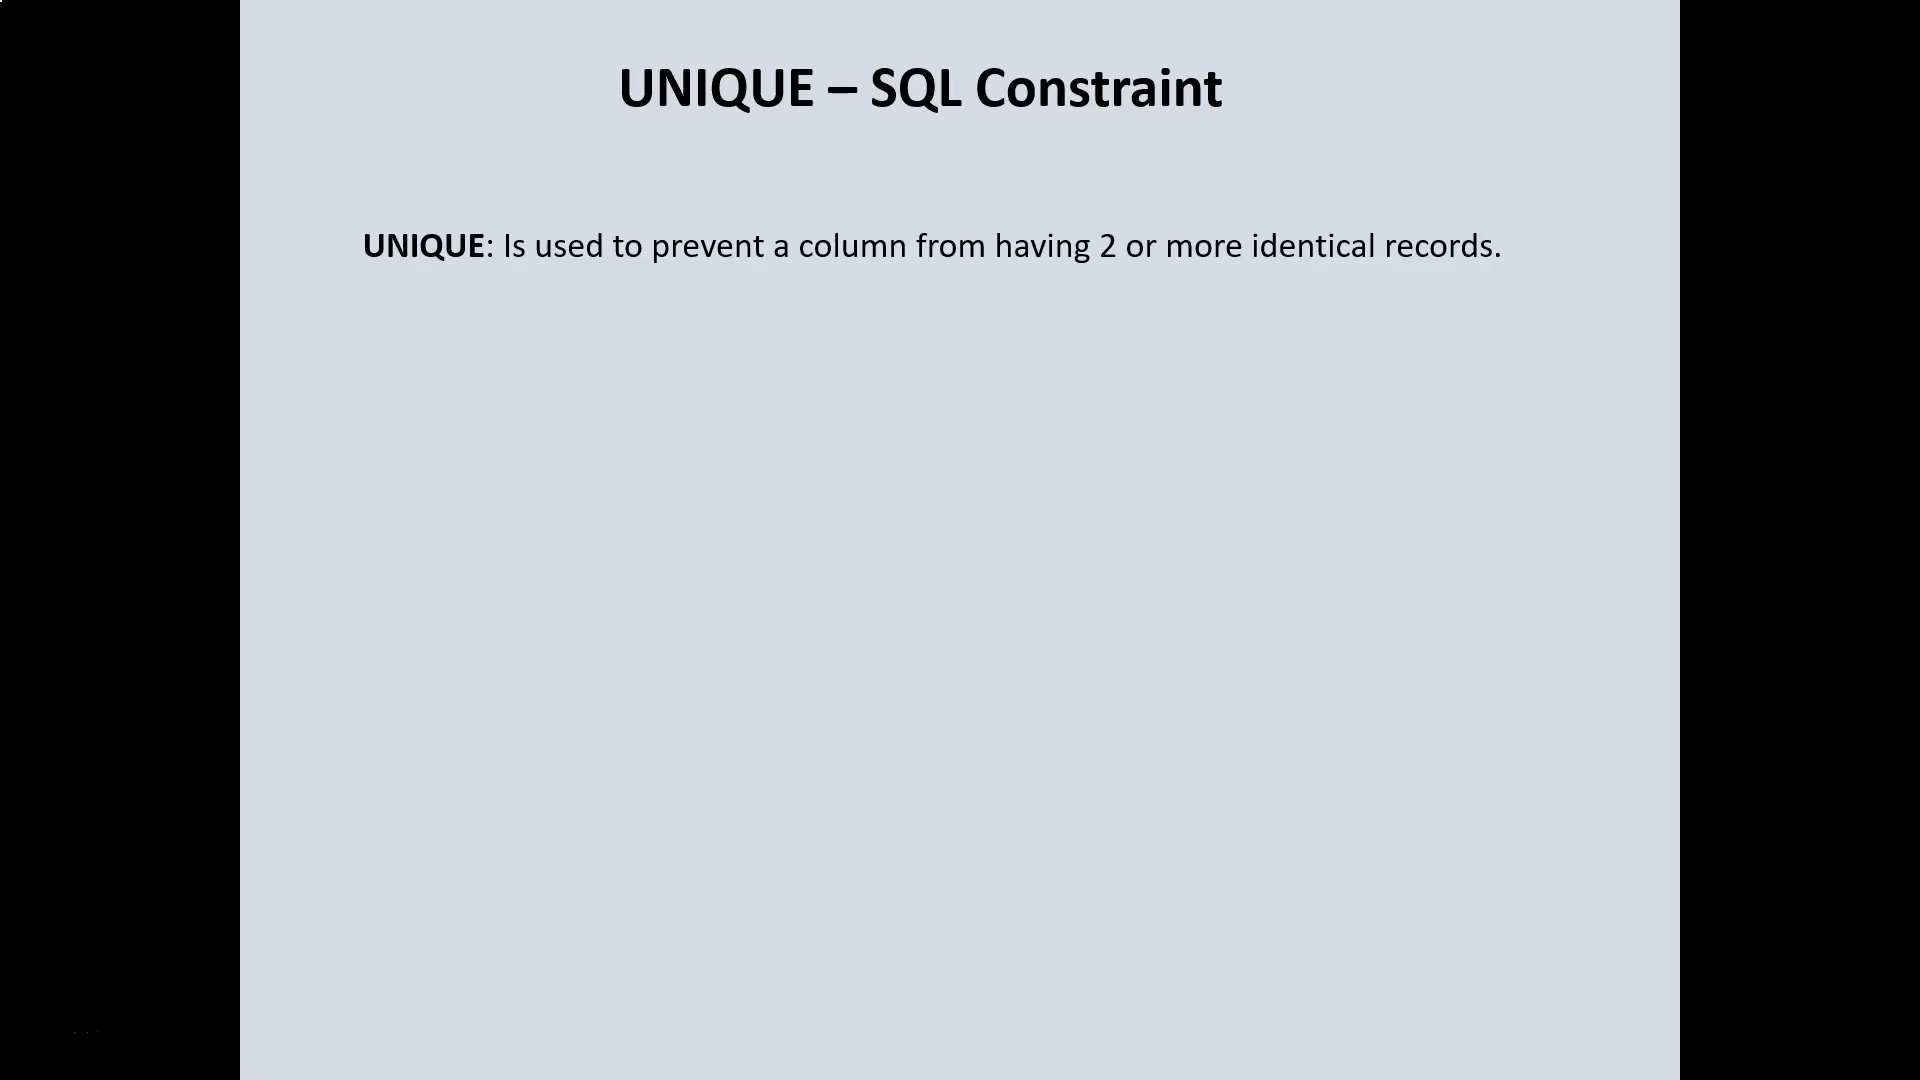 UNIQUE – SQL Constraint
UNIQUE: Is used to prevent a column from having 2 or more identical records.